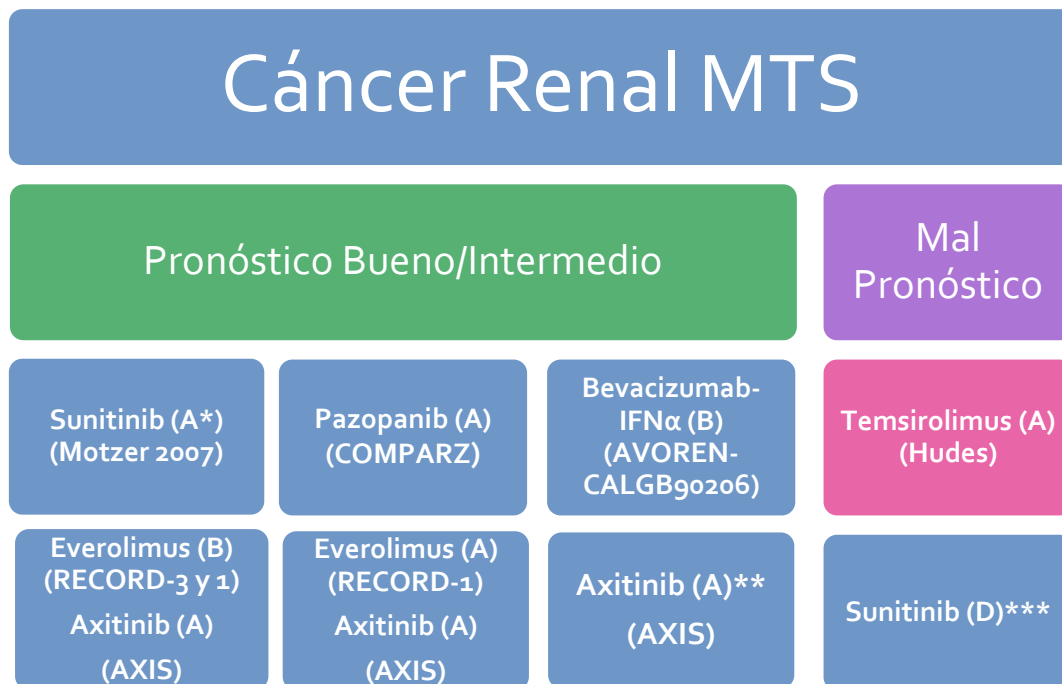 Cáncer Renal MTS
Pronóstico Bueno/Intermedio
Mal
Pronóstico
Sunitinib (A*)
(Motzer 2007)
Pazopanib (A)
(COMPARZ)
Bevacizumab-
IFNα (B)
(AVOREN-
CALGB90206)
Temsirolimus (A)
(Hudes)
Everolimus (B)
(RECORD-3 y 1)
Axitinib (A)
(AXIS)
Everolimus (A)
(RECORD-1)
Axitinib (A)
(AXIS)
Axitinib (A)**
(AXIS)
Sunitinib (D)***